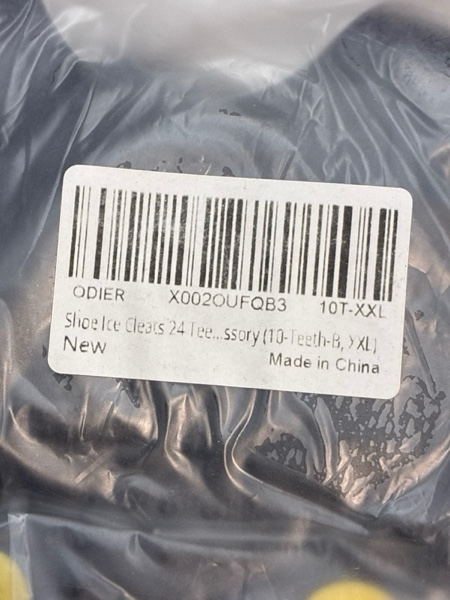 ODIER X002OUFQB3 10T-XXL
Shoe Ice Cleats 24 Tee...ssory (10-Teeth-B, XXL)
New
Made in China